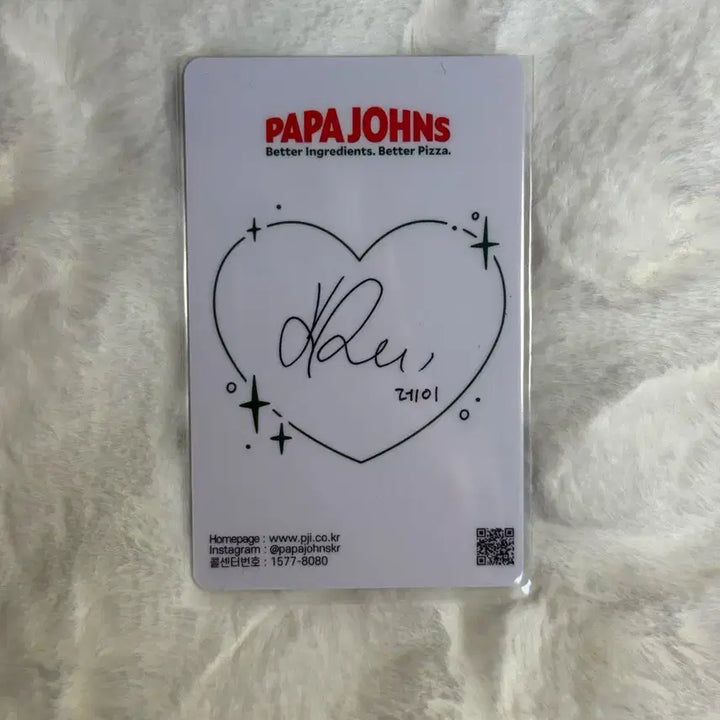 PAPA JOHNS
Better Ingredients. Better Pizza.
레이
Homepage : www.pji.co.kr
Instagram : @papajohnskr
콜센터번호 : 1577-8080